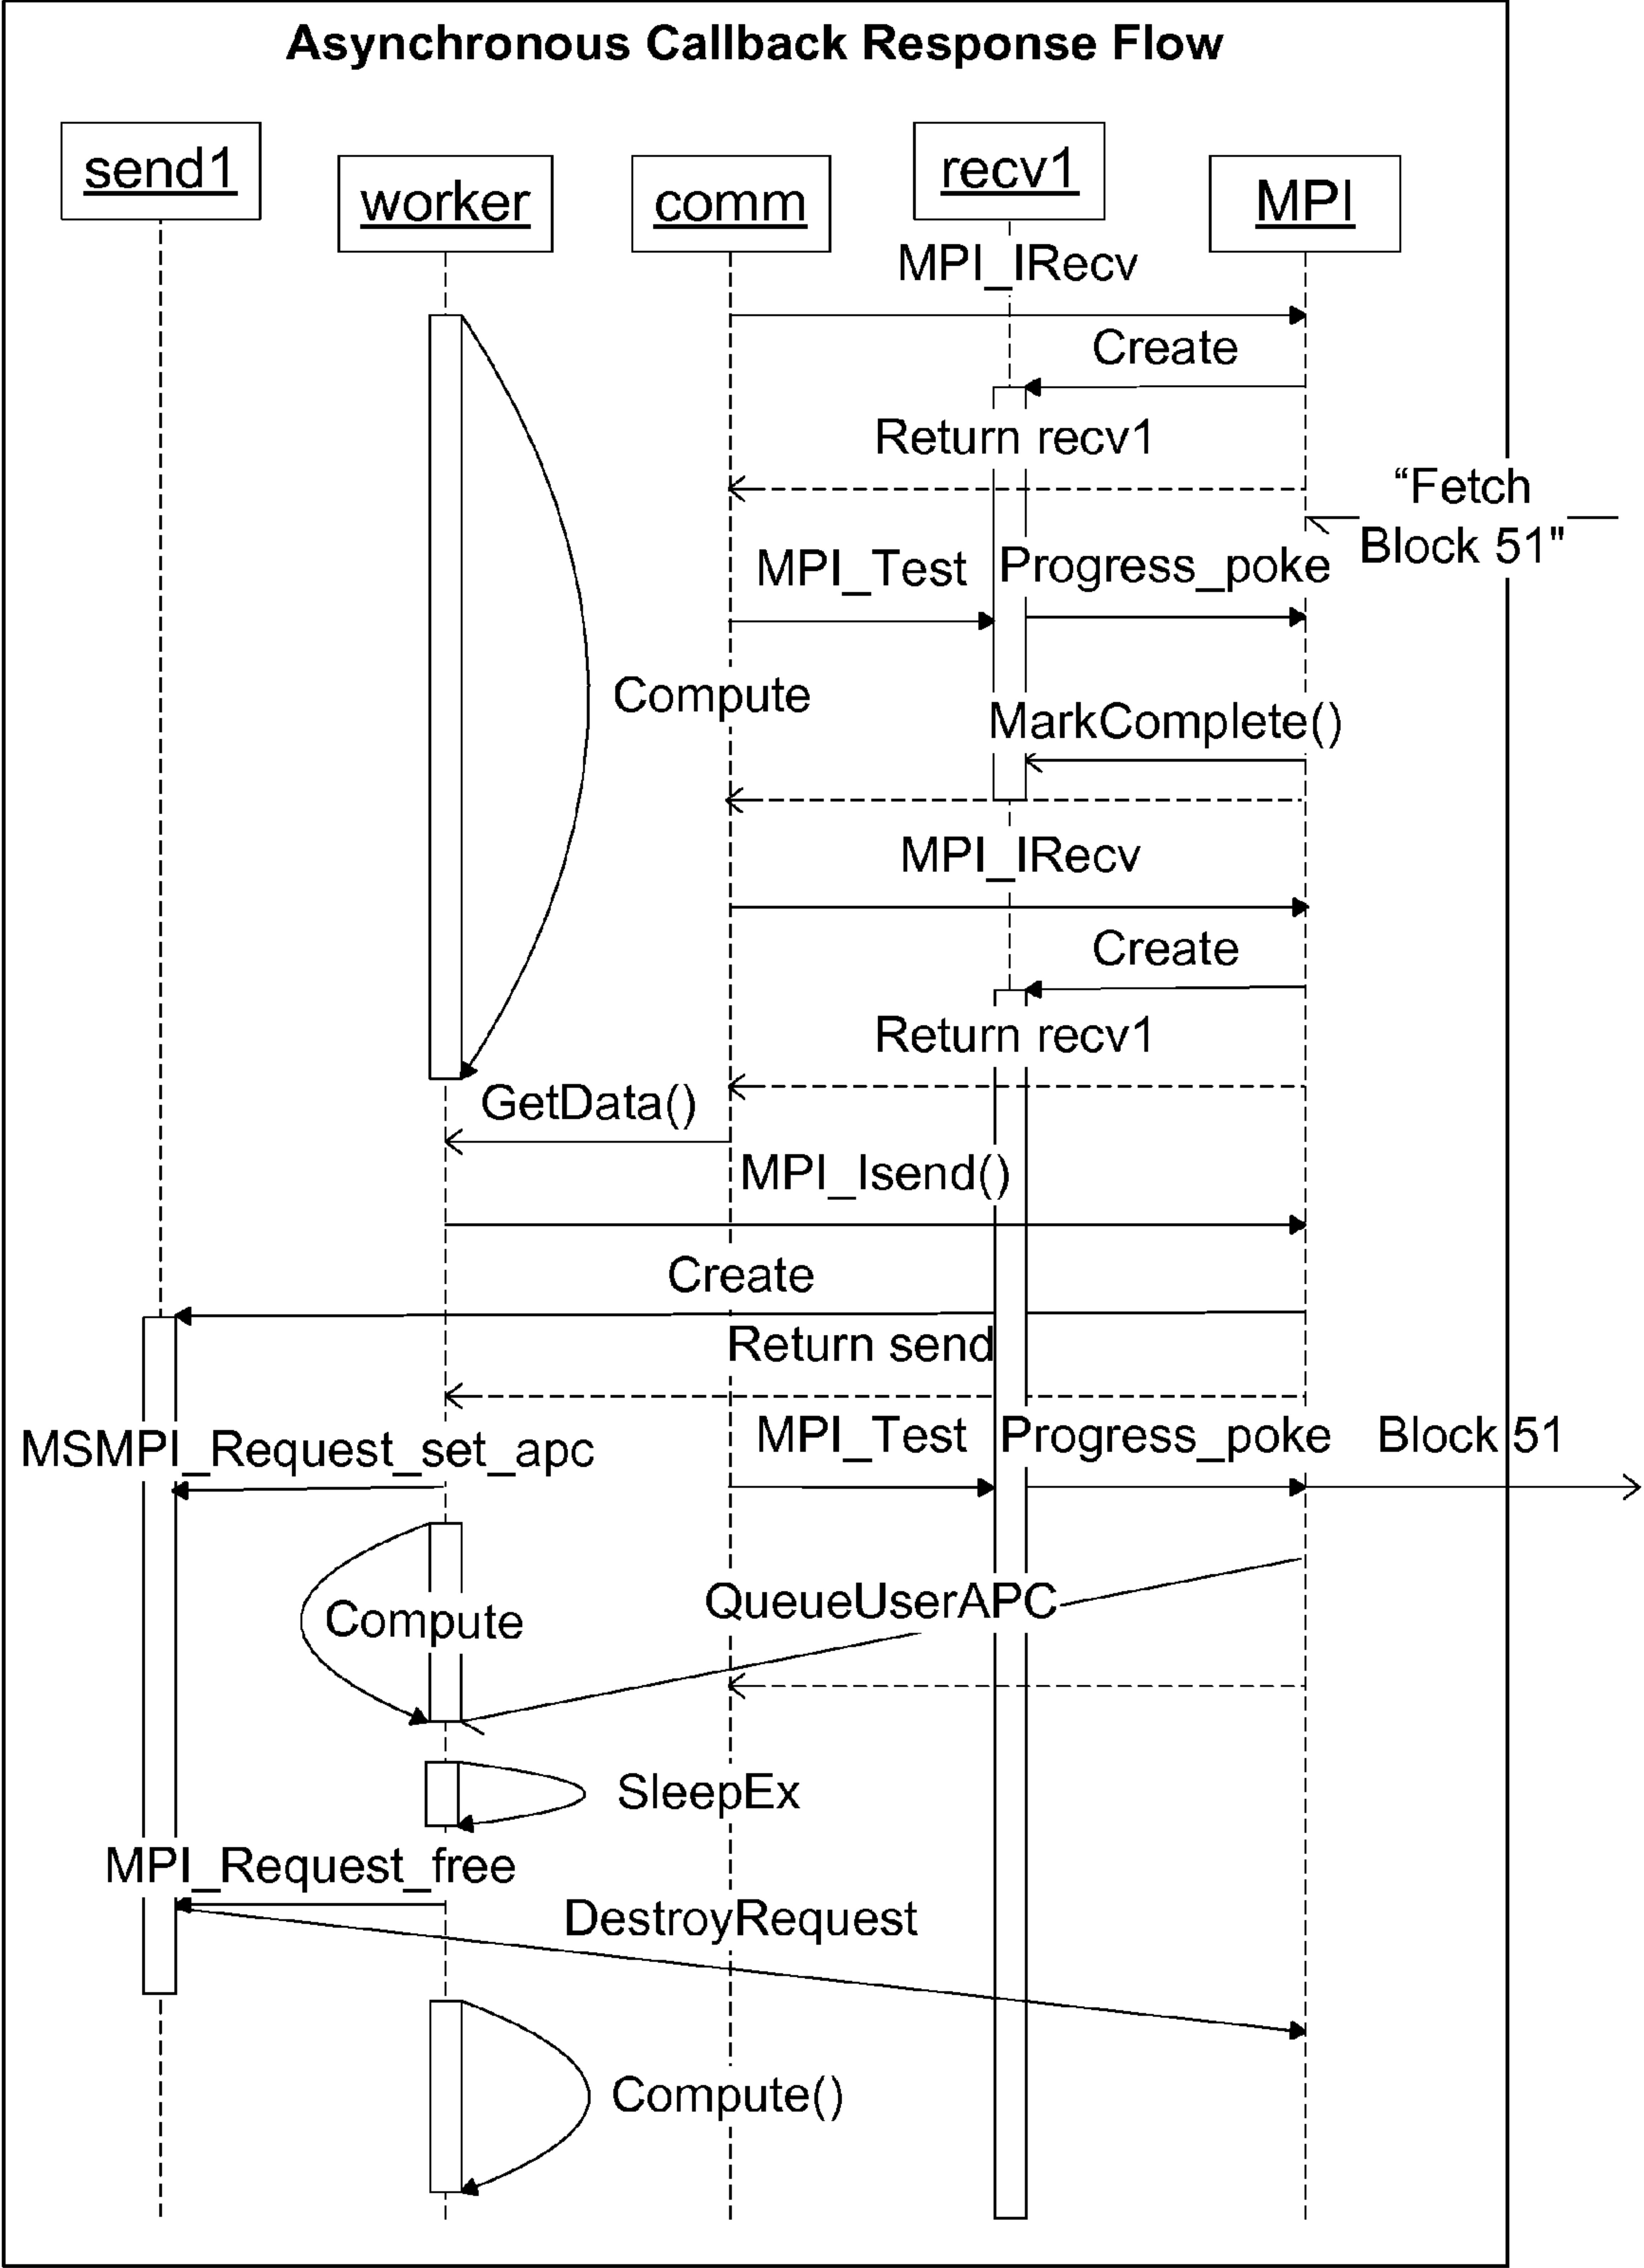 Asynchronous Callback Response Flow
send1
worker
comm
recv1
MPI
MPI_IRecv
Create
Return recv1
“Fetch
Block 51"
MPI_Test
Progress_poke
Compute
MarkComplete()
MPI_IRecv
Create
Return recv1
GetData()
MPI_Isend()
Create
Return send
MSMPI_Request_set_apc
MPI_Test
Progress_poke
Block 51
QueueUserAPC
Compute
SleepEx
MPI_Request_free
DestroyRequest
Compute()